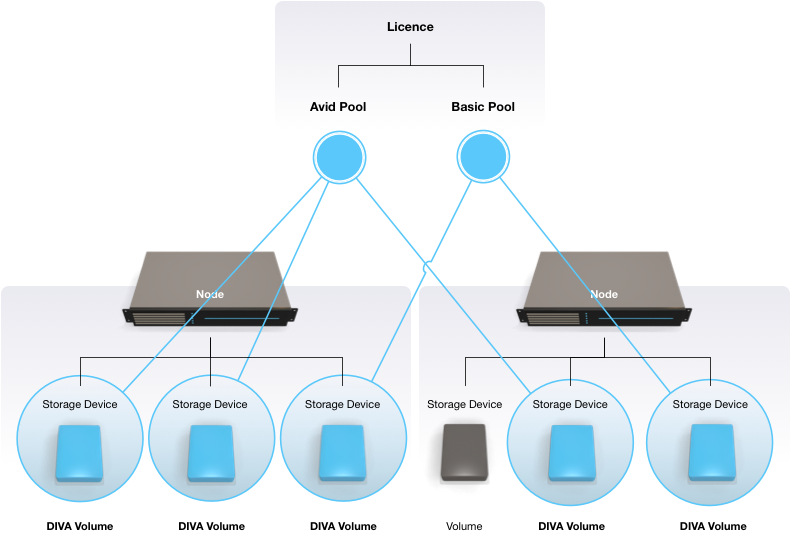 Licence
Avid Pool
Basic Pool
Node
Node
Storage Device
Storage Device
Storage Device
Storage Device
Storage Device
Storage Device
DIVA Volume
DIVA Volume
DIVA Volume
Volume
DIVA Volume
DIVA Volume